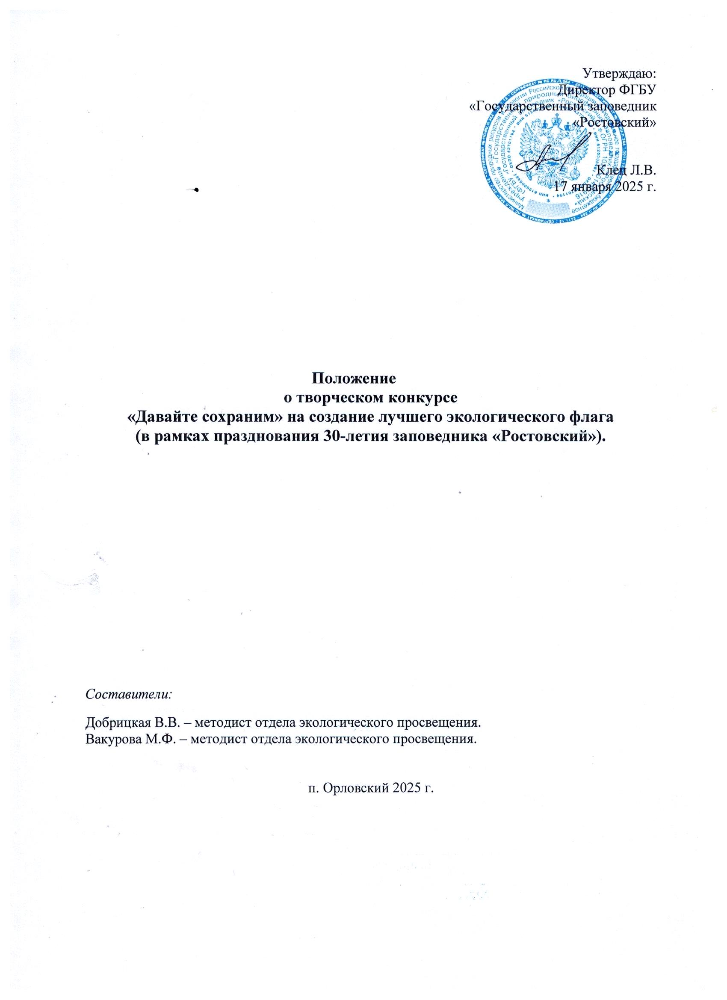 Утверждаю:
Директор ФГБУ
«Государственный заповедник
«Ростовский»
Клец Л.В.
17 января 2025 г.
Положение
о творческом конкурсе
«Давайте сохраним» на создание лучшего экологического флага
(в рамках празднования 30-летия заповедника «Ростовский»).
Составители:
Добрицкая В.В. – методист отдела экологического просвещения.
Вакурова М.Ф. – методист отдела экологического просвещения.
п. Орловский 2025 г.